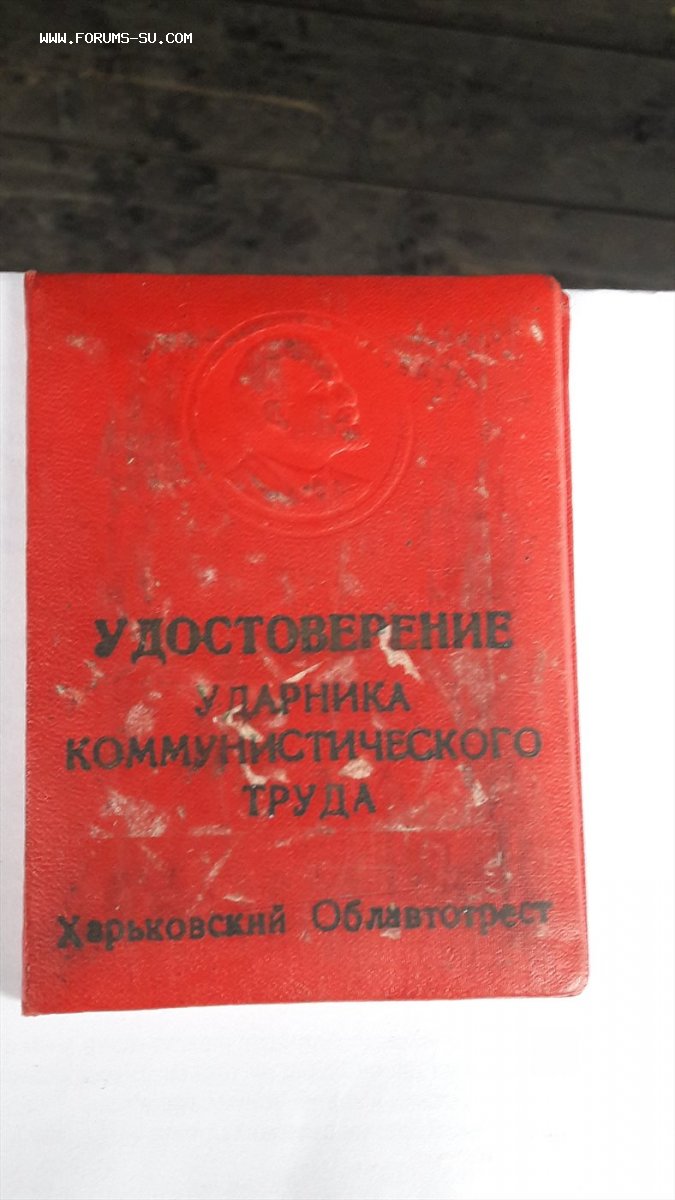 WWW.FORUMS-SU.COM
УДОСТОВЕРЕНИЕ
УДАРНИКА
КОММУНИСТИЧЕСКОГО
ТРУДА
Харьковский Облавтотрест